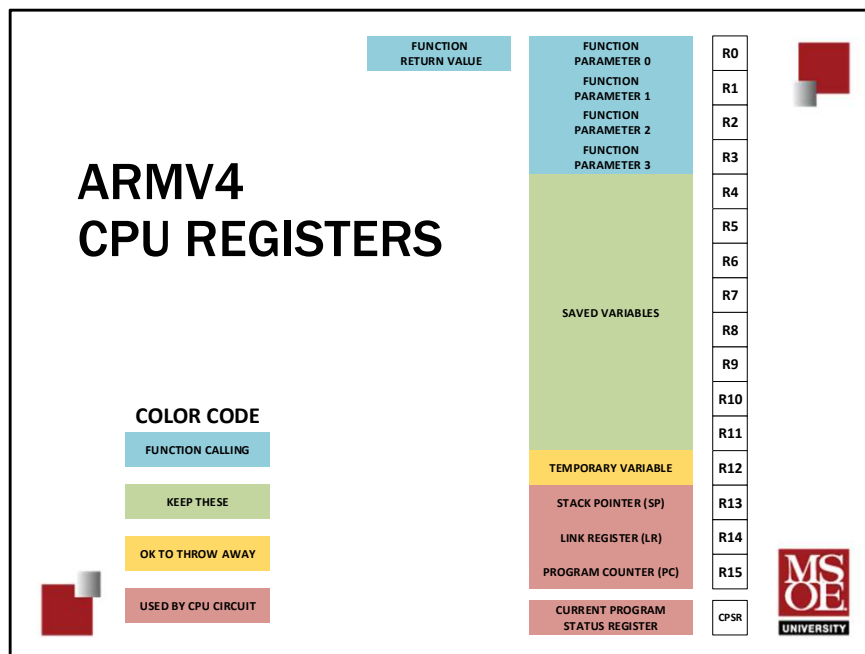 ARMV4
CPU REGISTERS
FUNCTION
RETURN VALUE
FUNCTION
PARAMETER 0
R0
FUNCTION
PARAMETER 1
R1
FUNCTION
PARAMETER 2
R2
FUNCTION
PARAMETER 3
R3
SAVED VARIABLES
R4
R5
R6
R7
R8
R9
R10
R11
TEMPORARY VARIABLE
R12
STACK POINTER (SP)
R13
LINK REGISTER (LR)
R14
PROGRAM COUNTER (PC)
R15
CURRENT PROGRAM
STATUS REGISTER
CPSR
COLOR CODE
FUNCTION CALLING
KEEP THESE
OK TO THROW AWAY
USED BY CPU CIRCUIT
MS
OE
UNIVERSITY